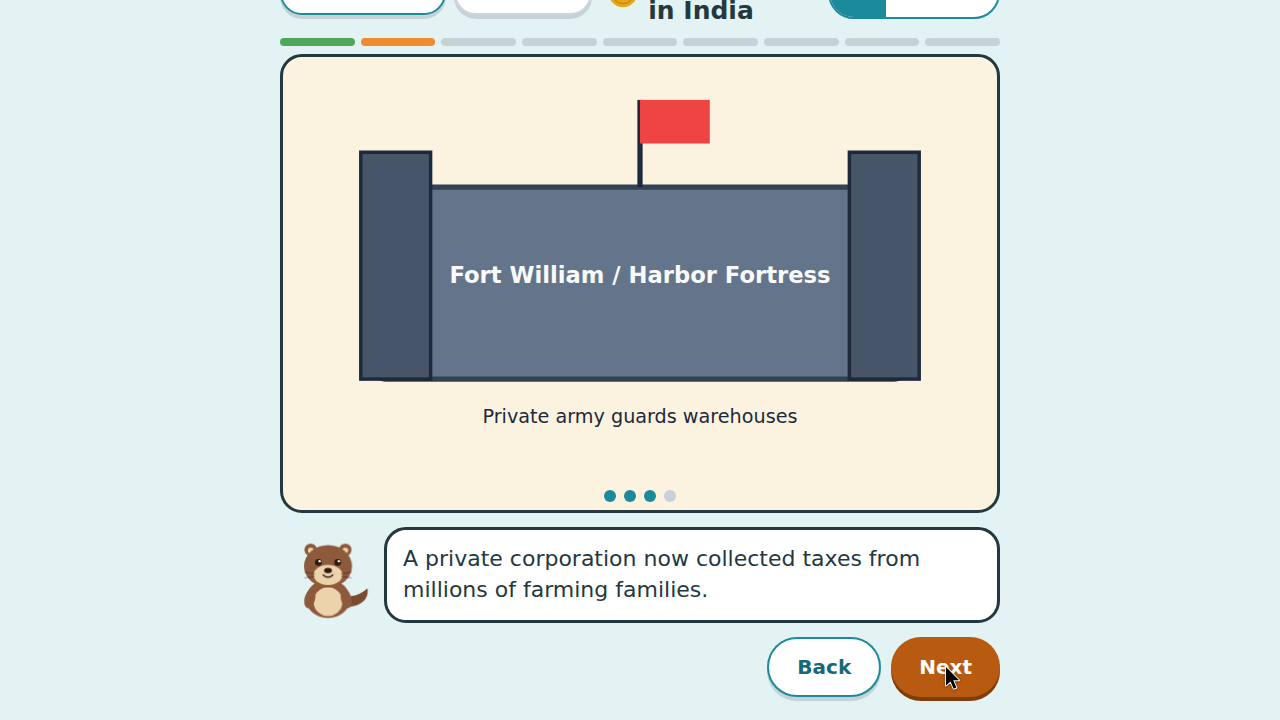 in India
Fort William / Harbor Fortress
Private army guards warehouses
A private corporation now collected taxes from
millions of farming families.
Back
Next